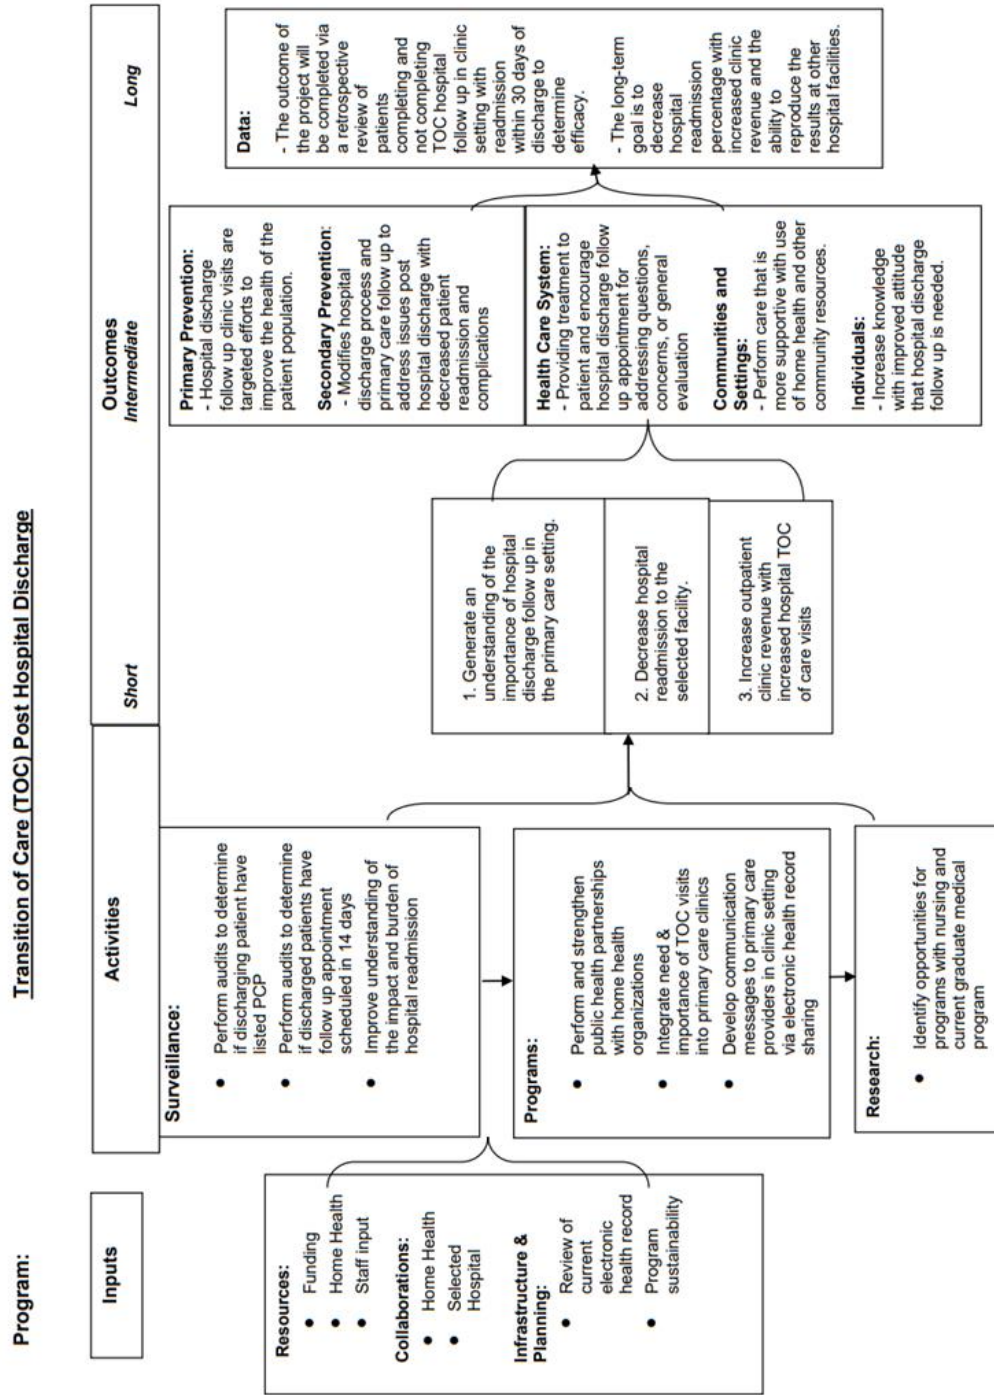 Program:
Transition of Care (TOC) Post Hospital Discharge
Inputs
Activities
Outcomes
Short
Intermediate
Long
Resources:
● Funding
● Home Health
● Staff input
Collaborations:
● Home Health
● Selected
Hospital
Infrastructure &
Planning:
● Review of
current
electronic
health record
● Program
sustainability
Surveillance:
● Perform audits to determine
if discharging patient have
listed PCP
● Perform audits to determine
if discharged patients have
follow up appointment
scheduled in 14 days
● Improve understanding of
the impact and burden of
hospital readmission
Programs:
● Perform and strengthen
public health partnerships
with home health
organizations
● Integrate need &
importance of TOC visits
into primary care clinics
● Develop communication
messages to primary care
providers in clinic setting
via electronic health record
sharing
Research:
● Identify opportunities for
programs with nursing and
current graduate medical
program
1. Generate an
understanding of the
importance of hospital
discharge follow up in
the primary care setting.
2. Decrease hospital
readmission to the
selected facility.
3. Increase outpatient
clinic revenue with
increased hospital TOC
of care visits
Primary Prevention:
- Hospital discharge
follow up clinic visits are
targeted efforts to
improve the health of the
patient population.
Secondary Prevention:
- Modifies hospital
discharge process and
primary care follow up to
address issues post
hospital discharge with
decreased patient
readmission and
complications
Health Care System:
- Providing treatment to
patient and encourage
hospital discharge follow
up appointment for
addressing questions,
concerns, or general
evaluation
Communities and
Settings:
- Perform care that is
more supportive with use
of home health and other
community resources.
Individuals:
- Increase knowledge
with improved attitude
that hospital discharge
follow up is needed.
Data:
- The outcome of
the project will
be completed via
a retrospective
review of
patients
completing and
not completing
TOC hospital
follow up in clinic
setting with
readmission
within 30 days of
discharge to
determine
efficacy.
- The long-term
goal is to
decrease
hospital
readmission
percentage with
increased clinic
revenue and the
ability to
reproduce the
results at other
hospital facilities.